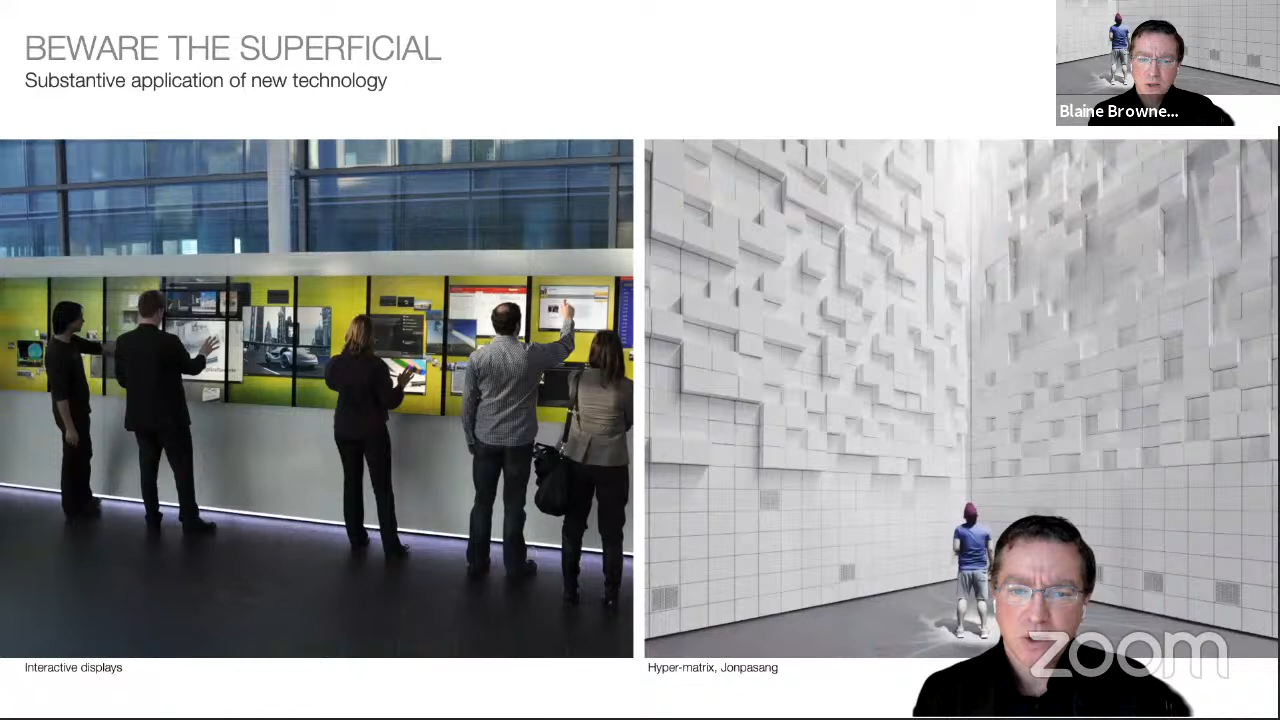 BEWARE THE SUPERFICIAL
Substantive application of new technology
Blaine Browne...
Interactive displays
Hyper-matrix, Jonpasang
zoom